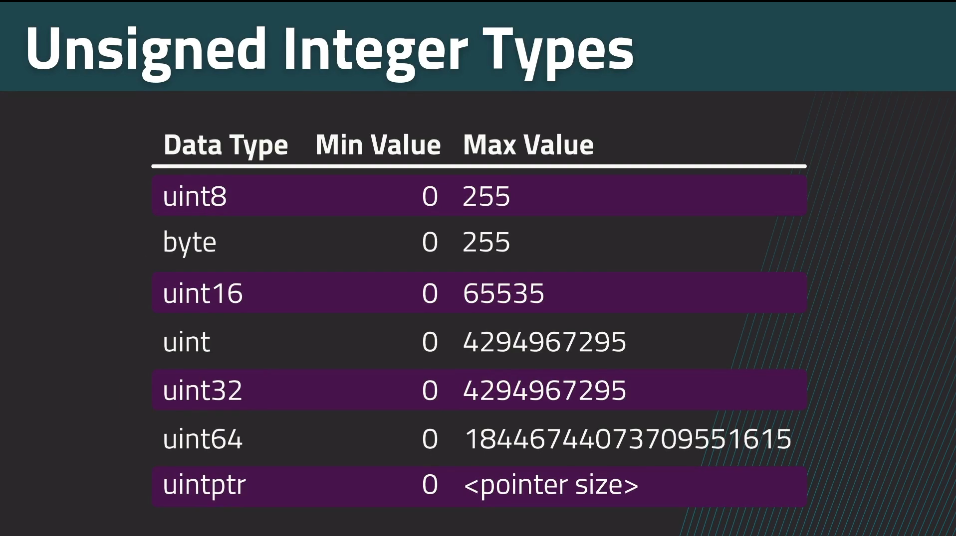 Unsigned Integer Types
Data Type Min Value Max Value
uint8 0 255
byte 0 255
uint16 0 65535
uint 0 4294967295
uint32 0 4294967295
uint64 0 18446744073709551615
uintptr 0 <pointer size>